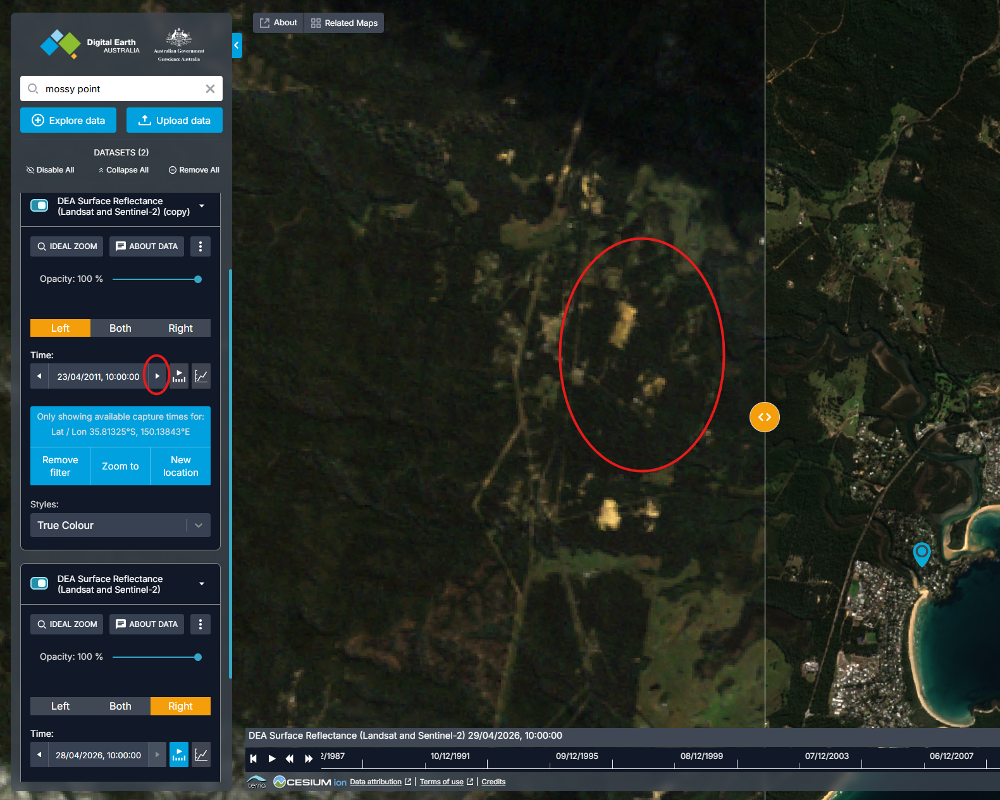 About
Related Maps
Digital Earth
AUSTRALIA
Australian Government
Geoscience Australia
mossy point
Explore data
Upload data
DATASETS (2)
Disable All
Collapse All
Remove All
DEA Surface Reflectance
(Landsat and Sentinel-2) (copy)
IDEAL ZOOM
ABOUT DATA
Opacity: 100 %
Left
Both
Right
Time:
23/04/2011, 10:00:00
Only showing available capture times for:
Lat / Lon 35.81325°S, 150.13843°E
Remove
filter
Zoom to
New
location
Styles:
True Colour
DEA Surface Reflectance
(Landsat and Sentinel-2)
IDEAL ZOOM
ABOUT DATA
Opacity: 100 %
Left
Both
Right
Time:
28/04/2026, 10:00:00
DEA Surface Reflectance (Landsat and Sentinel-2) 29/04/2026, 10:00:00
2/1987
10/12/1991
09/12/1995
08/12/1999
07/12/2003
06/12/2007
terria
CESIUM ion
Data attribution
| Terms of use
| Credits